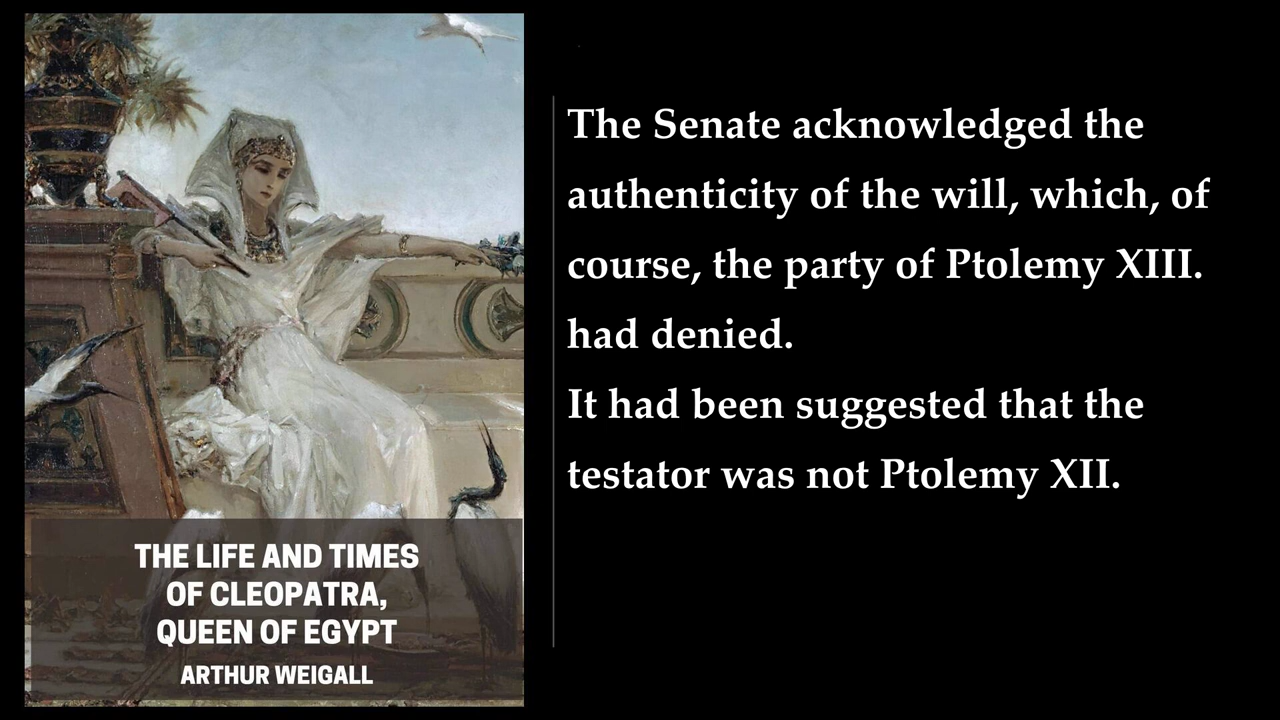 THE LIFE AND TIMES
OF CLEOPATRA,
QUEEN OF EGYPT
ARTHUR WEIGALL
The Senate acknowledged the
authenticity of the will, which, of
course, the party of Ptolemy XIII.
had denied.
It had been suggested that the
testator was not Ptolemy XII.